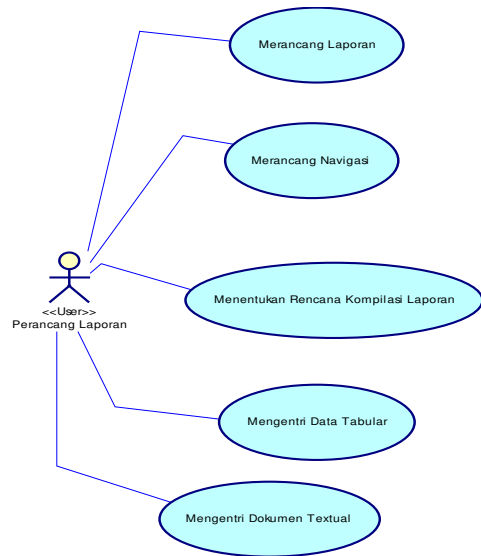 Merancang Laporan
Merancang Navigasi
Menentukan Rencana Kompilasi Laporan
<<User>>
Perancang Laporan
Mengentri Data Tabular
Mengentri Dokumen Textual